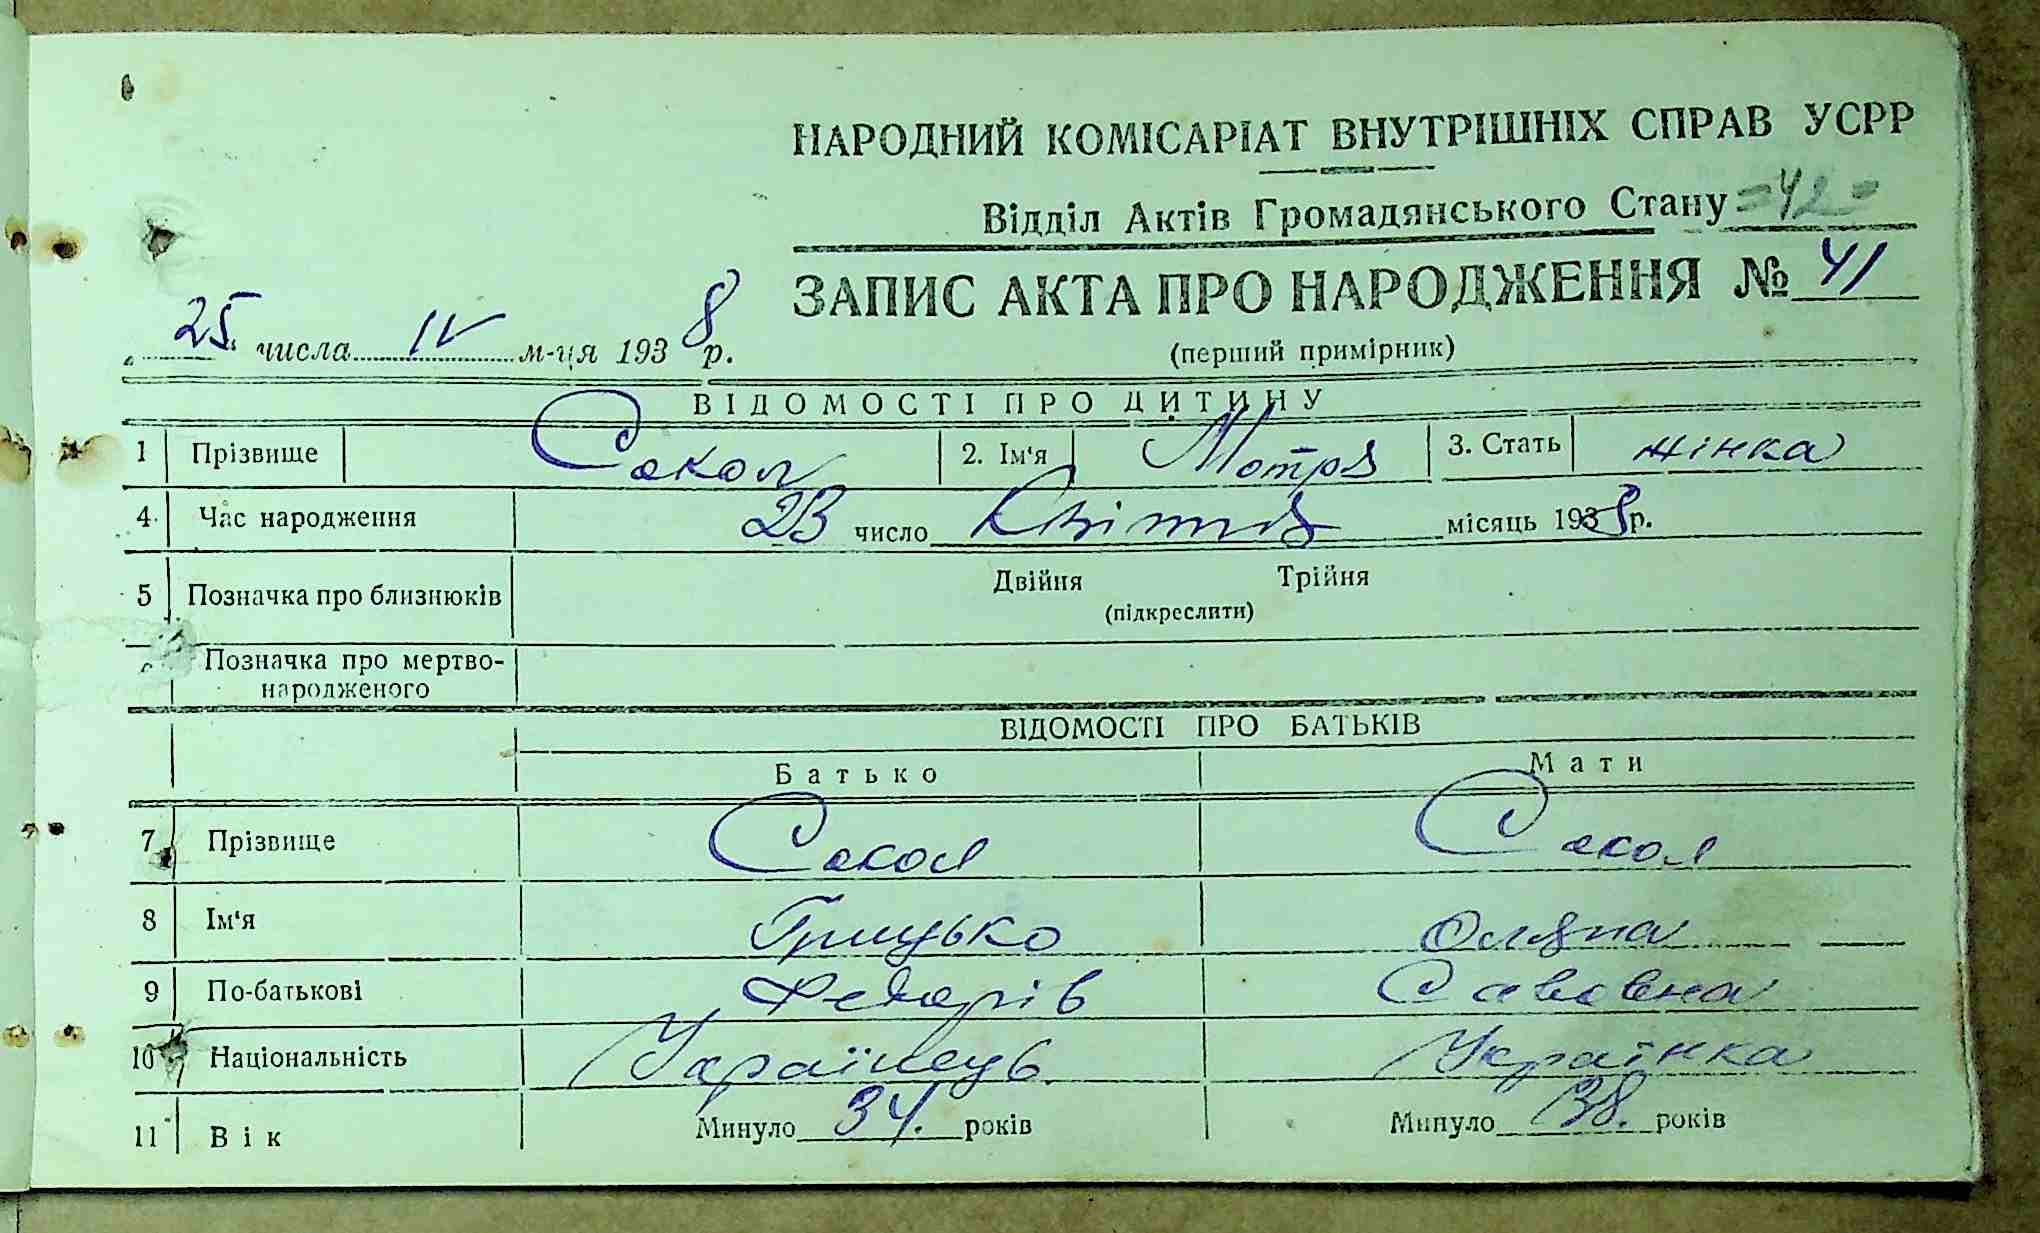 НАРОДНИЙ КОМІСАРІАТ ВНУТРІШНІХ СПРАВ УСРР
Відділ Актів Громадянського Стану =42=
ЗАПИС АКТА ПРО НАРОДЖЕННЯ № 41
(перший примірник)
„25“ числа IV м-ця 1938 р.
ВІДОМОСТІ ПРО ДИТИНУ
1 Прізвище Сокол 2. Ім'я Мотря 3. Стать жінка
4. Час народження 23 число Квітня місяць 1938 р.
5 Позначка про близнюків Двійня Трійня
(підкреслити)
Позначка про мертво-
народженого
ВІДОМОСТІ ПРО БАТЬКІВ
Батько Мати
7 Прізвище Сокол Сокол
8 Ім'я Грицько Оляна
9 По-батькові Федорів Савовна
10 Національність Українець Українка
11 Вік Минуло 34. років Минуло 38. років